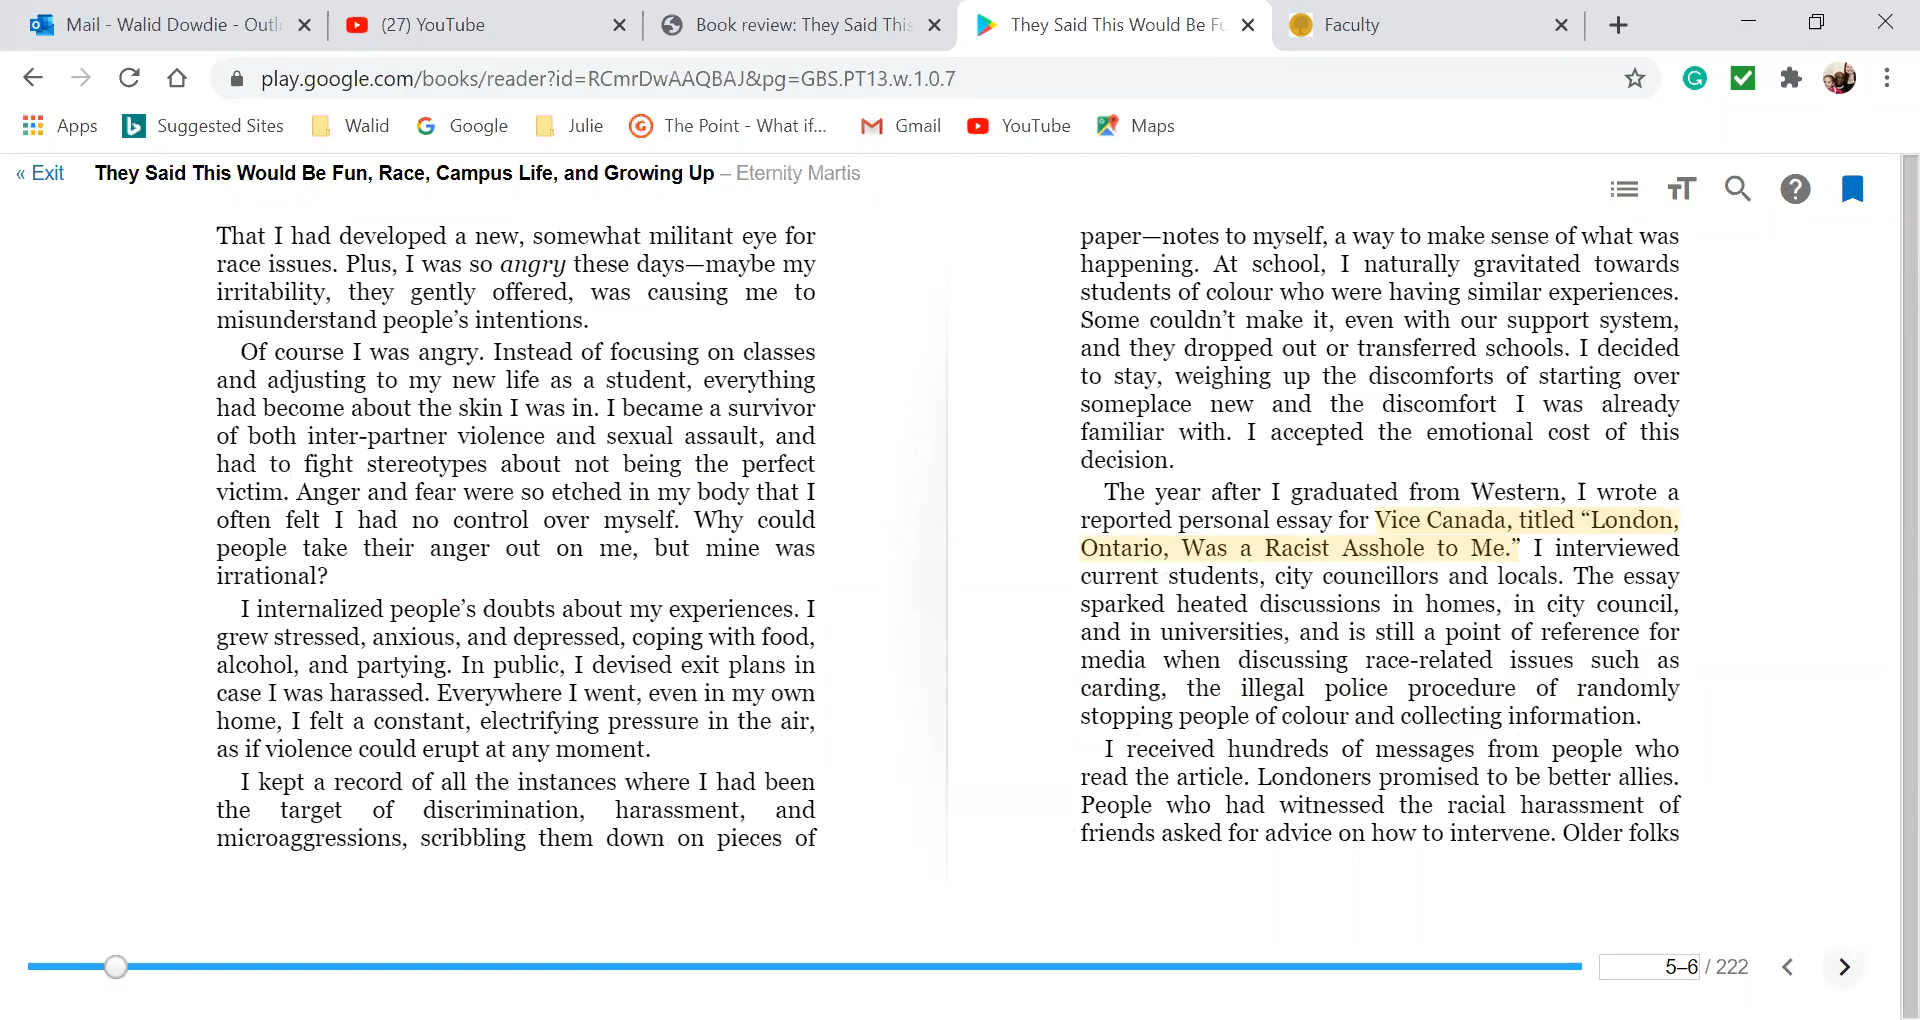 Mail - Walid Dowdie - Outl
(27) YouTube
Book review: They Said This
They Said This Would Be Fu
Faculty
play.google.com/books/reader?id=RCmrDwAAQBAJ&pg=GBS.PT13.w.1.0.7
Apps
Suggested Sites
Walid
Google
Julie
The Point - What if...
Gmail
YouTube
Maps
« Exit
They Said This Would Be Fun, Race, Campus Life, and Growing Up – Eternity Martis
That I had developed a new, somewhat militant eye for
race issues. Plus, I was so angry these days—maybe my
irritability, they gently offered, was causing me to
misunderstand people’s intentions.
Of course I was angry. Instead of focusing on classes
and adjusting to my new life as a student, everything
had become about the skin I was in. I became a survivor
of both inter-partner violence and sexual assault, and
had to fight stereotypes about not being the perfect
victim. Anger and fear were so etched in my body that I
often felt I had no control over myself. Why could
people take their anger out on me, but mine was
irrational?
I internalized people’s doubts about my experiences. I
grew stressed, anxious, and depressed, coping with food,
alcohol, and partying. In public, I devised exit plans in
case I was harassed. Everywhere I went, even in my own
home, I felt a constant, electrifying pressure in the air,
as if violence could erupt at any moment.
I kept a record of all the instances where I had been
the target of discrimination, harassment, and
microaggressions, scribbling them down on pieces of
paper—notes to myself, a way to make sense of what was
happening. At school, I naturally gravitated towards
students of colour who were having similar experiences.
Some couldn’t make it, even with our support system,
and they dropped out or transferred schools. I decided
to stay, weighing up the discomforts of starting over
someplace new and the discomfort I was already
familiar with. I accepted the emotional cost of this
decision.
The year after I graduated from Western, I wrote a
reported personal essay for Vice Canada, titled “London,
Ontario, Was a Racist Asshole to Me.” I interviewed
current students, city councillors and locals. The essay
sparked heated discussions in homes, in city council,
and in universities, and is still a point of reference for
media when discussing race-related issues such as
carding, the illegal police procedure of randomly
stopping people of colour and collecting information.
I received hundreds of messages from people who
read the article. Londoners promised to be better allies.
People who had witnessed the racial harassment of
friends asked for advice on how to intervene. Older folks
5–6 / 222